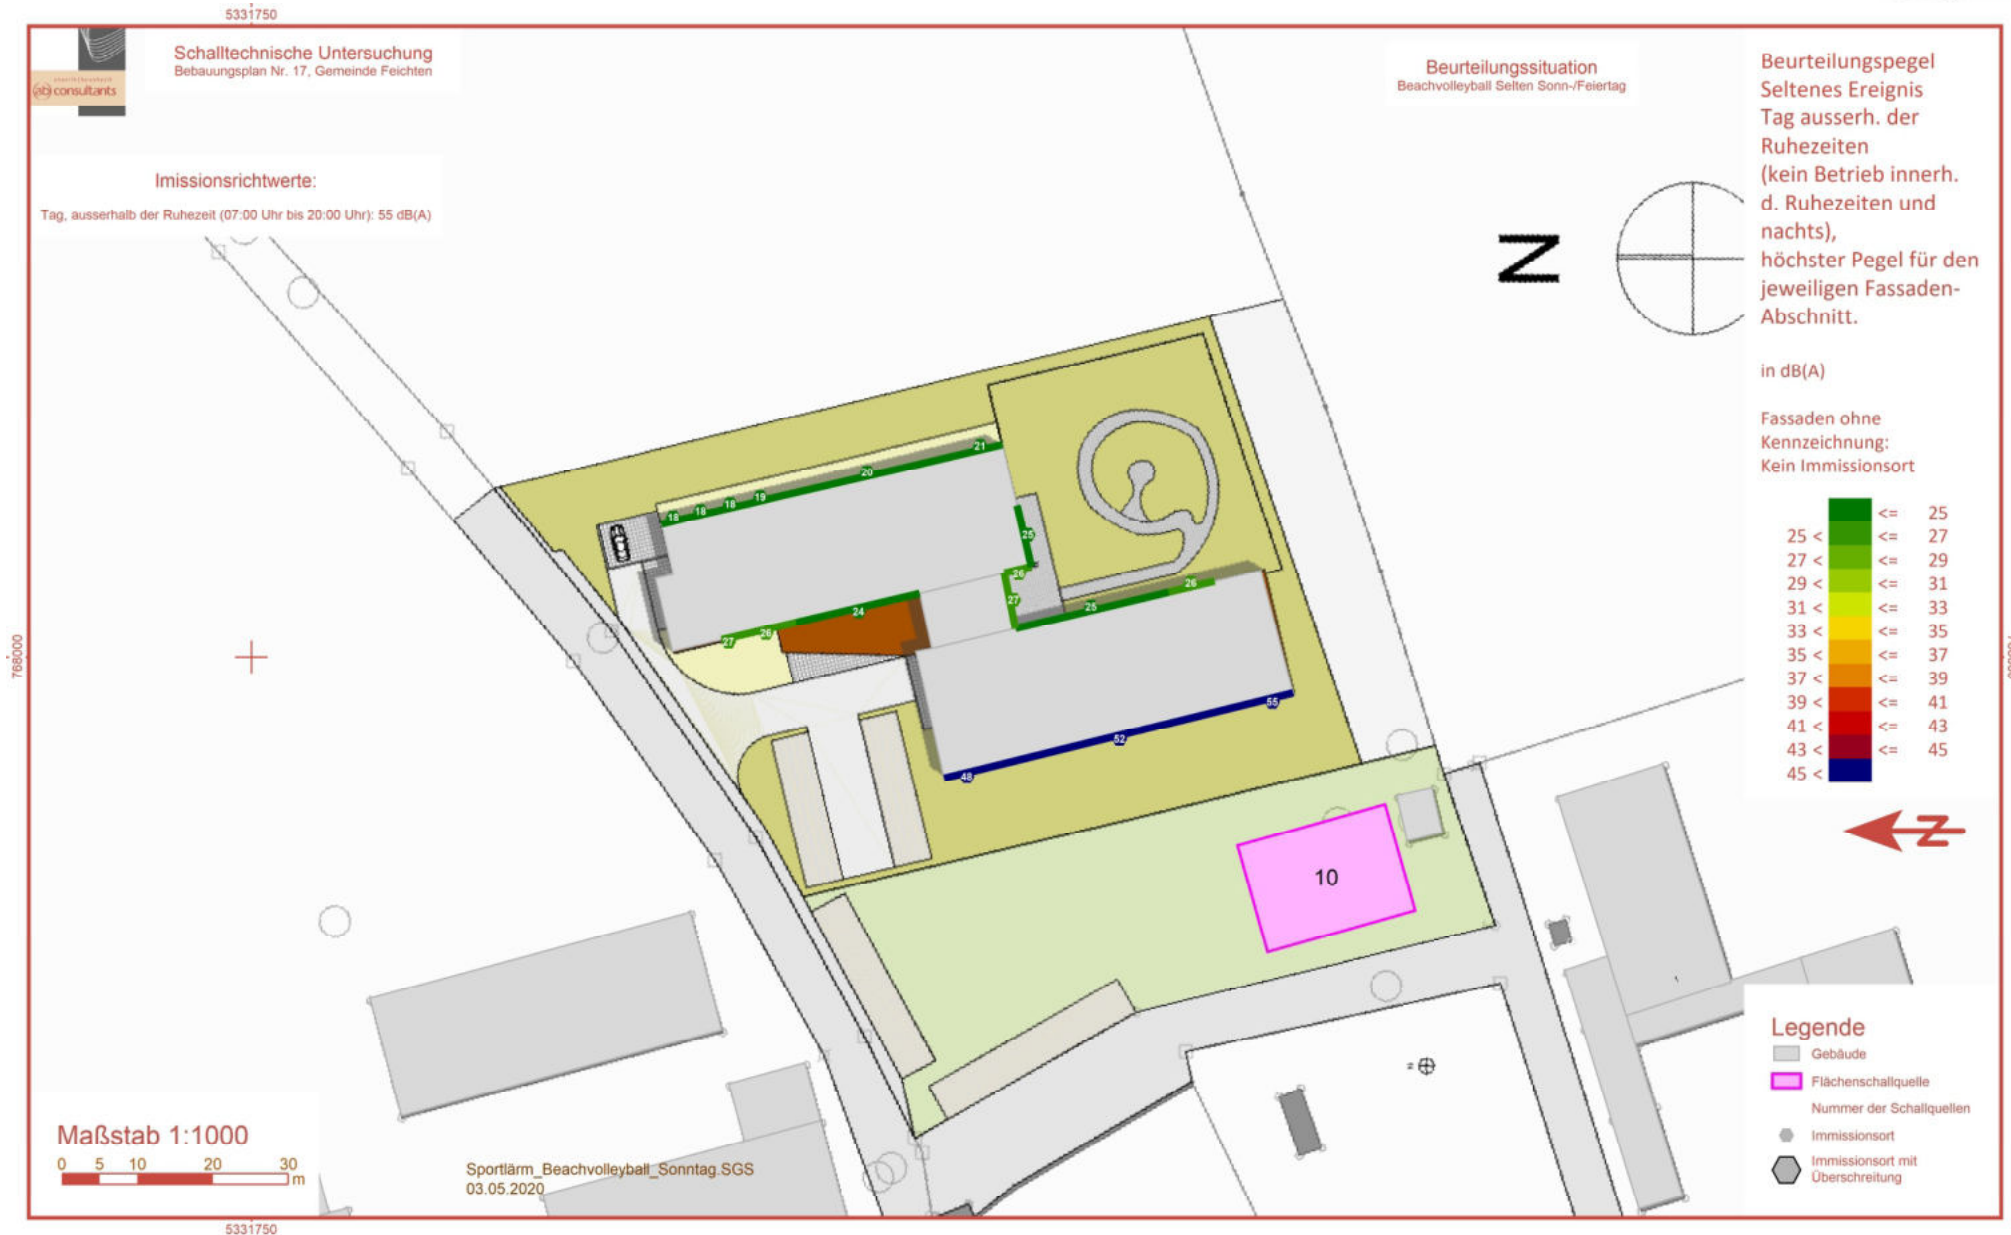 5331750
Schalltechnische Untersuchung
Bebauungsplan Nr. 17, Gemeinde Feichten
ab consultants
Beurteilungssituation
Beachvolleyball Selten Sonn-/Feiertag
Imissionsrichtwerte:
Tag, ausserhalb der Ruhezeit (07:00 Uhr bis 20:00 Uhr): 55 dB(A)
Beurteilungspegel
Seltenes Ereignis
Tag ausserh. der
Ruhezeiten
(kein Betrieb innerh.
d. Ruhezeiten und
nachts),
höchster Pegel für den
jeweiligen Fassaden-
Abschnitt.
in dB(A)
Fassaden ohne
Kennzeichnung:
Kein Immissionsort
<= 25
25 < <= 27
27 < <= 29
29 < <= 31
31 < <= 33
33 < <= 35
35 < <= 37
37 < <= 39
39 < <= 41
41 < <= 43
43 < <= 45
45 <
N
N
18
18
18
19
20
21
25
26
27
25
26
24
26
27
48
52
55
10
768000
Legende
Gebäude
Flächenschallquelle
Nummer der Schallquellen
Immissionsort
Immissionsort mit
Überschreitung
Maßstab 1:1000
0 5 10 20 30
m
Sportlärm_Beachvolleyball_Sonntag.SGS
03.05.2020
5331750